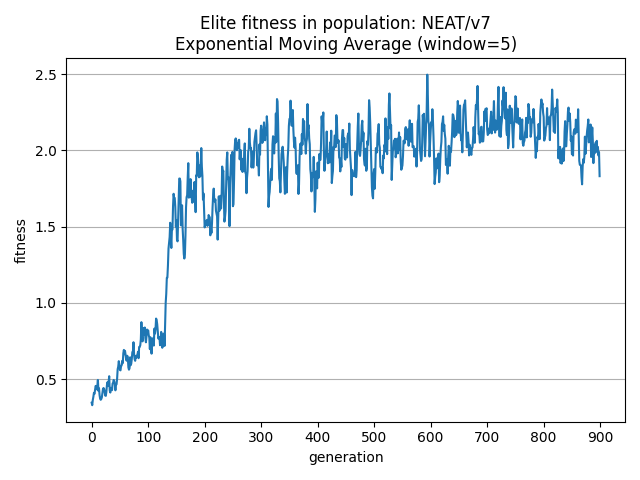 Elite fitness in population: NEAT/v7
Exponential Moving Average (window=5)
2.5
2.0
1.5
1.0
0.5
fitness
0 100 200 300 400 500 600 700 800 900
generation